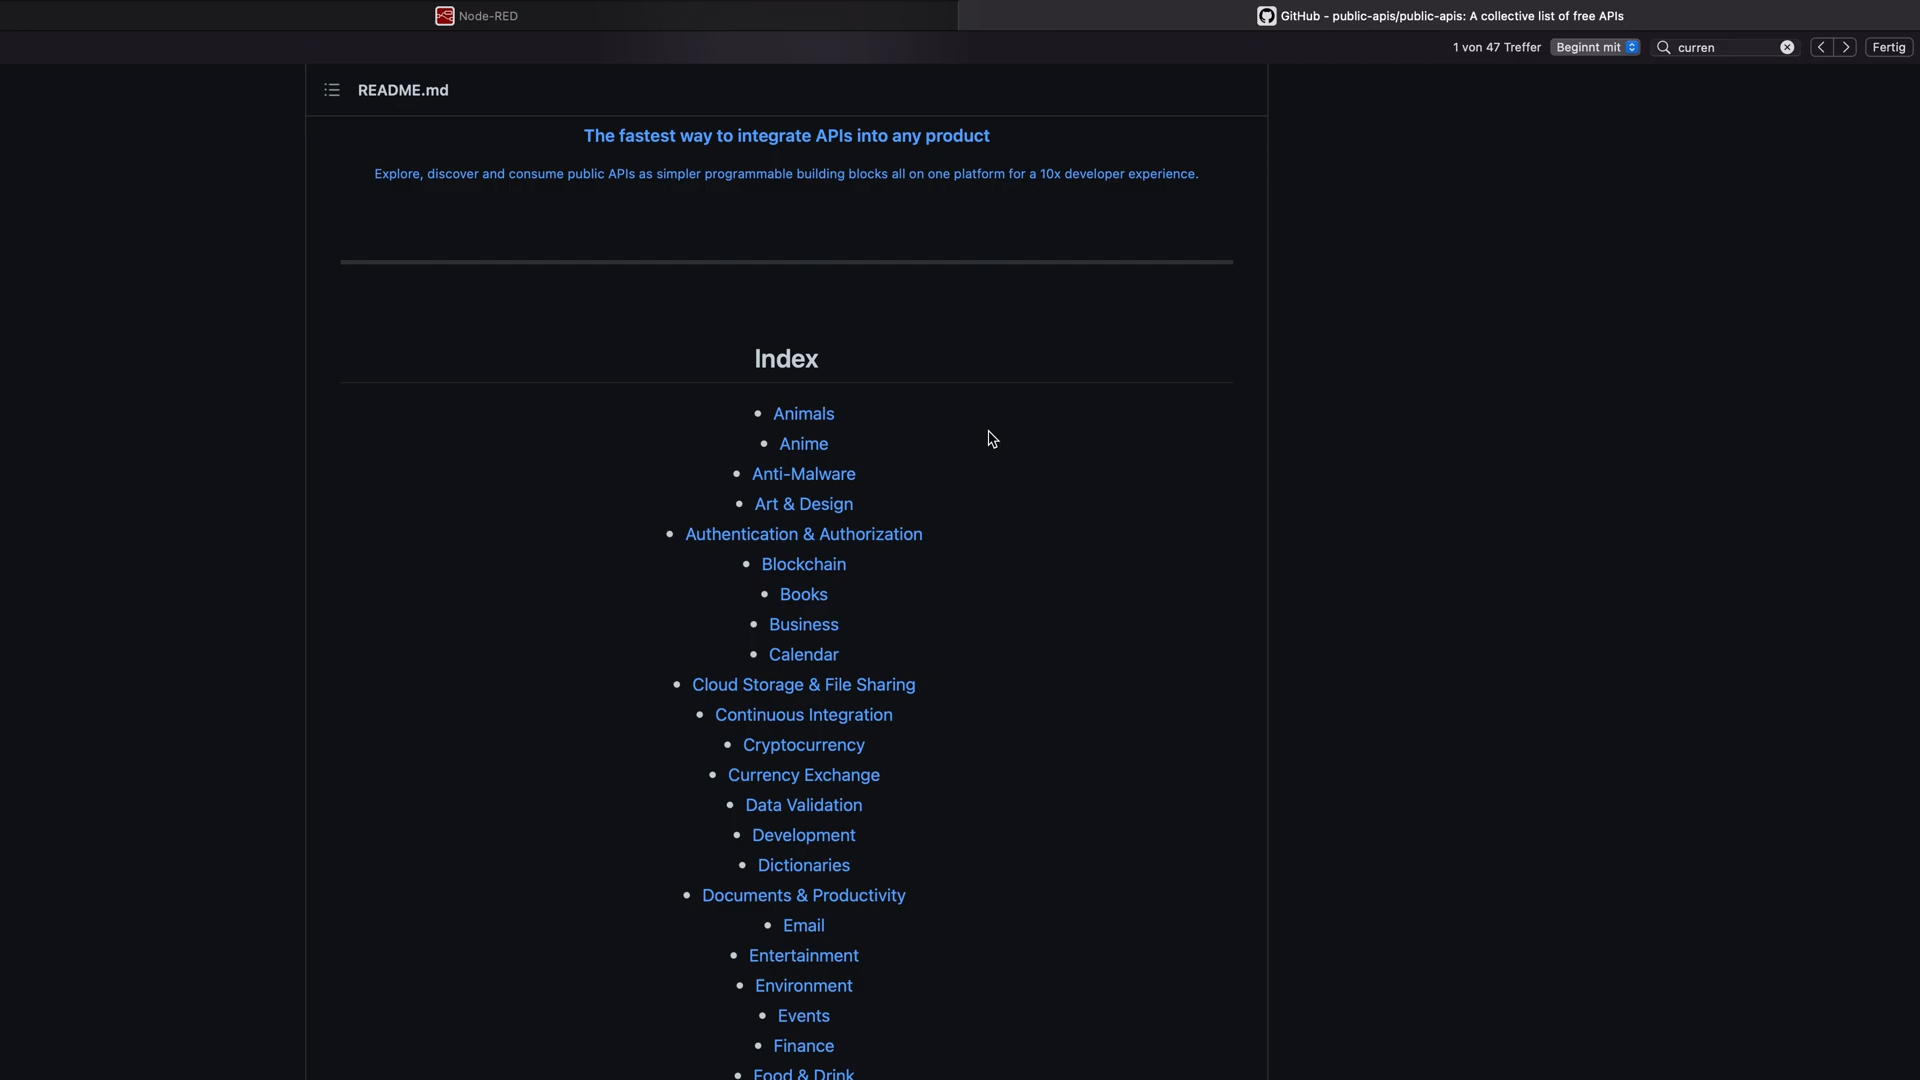 Node-RED
GitHub - public-apis/public-apis: A collective list of free APIs
1 von 47 Treffer
Beginnt mit
curren
Fertig
README.md
The fastest way to integrate APIs into any product
Explore, discover and consume public APIs as simpler programmable building blocks all on one platform for a 10x developer experience.
Index
Animals
Anime
Anti-Malware
Art & Design
Authentication & Authorization
Blockchain
Books
Business
Calendar
Cloud Storage & File Sharing
Continuous Integration
Cryptocurrency
Currency Exchange
Data Validation
Development
Dictionaries
Documents & Productivity
Email
Entertainment
Environment
Events
Finance
Food & Drink